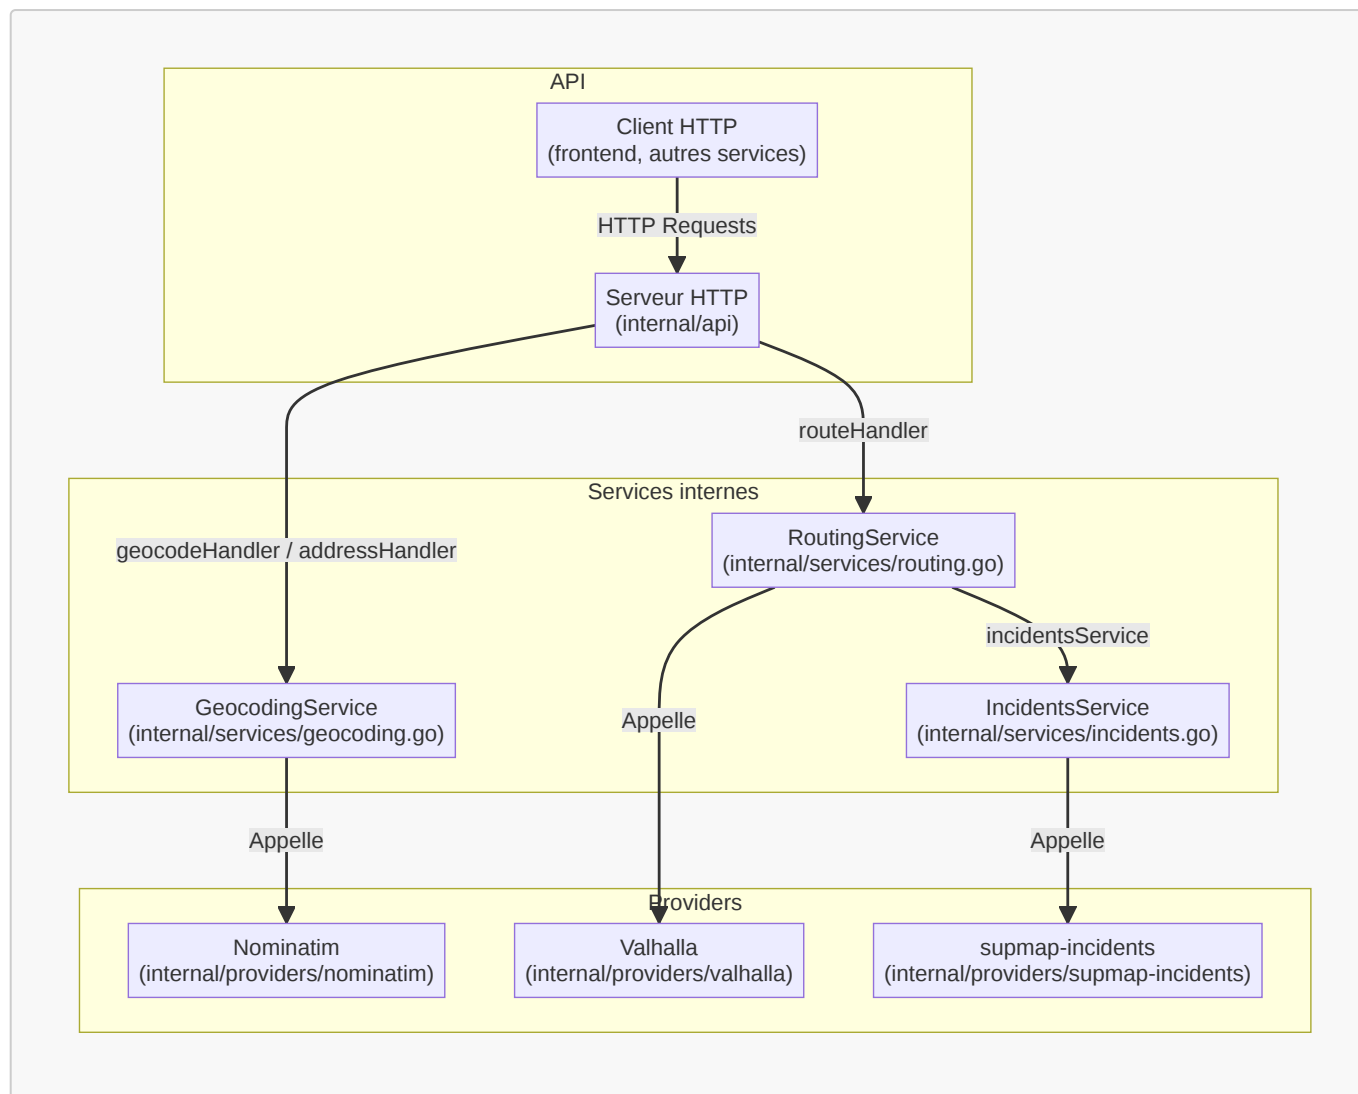 API
Client HTTP
(frontend, autres services)
HTTP Requests
Serveur HTTP
(internal/api)
routeHandler
Services internes
RoutingService
(internal/services/routing.go)
geocodeHandler / addressHandler
incidentsService
GeocodingService
(internal/services/geocoding.go)
Appelle
IncidentsService
(internal/services/incidents.go)
Appelle
Appelle
Providers
Nominatim
(internal/providers/nominatim)
Valhalla
(internal/providers/valhalla)
supmap-incidents
(internal/providers/supmap-incidents)